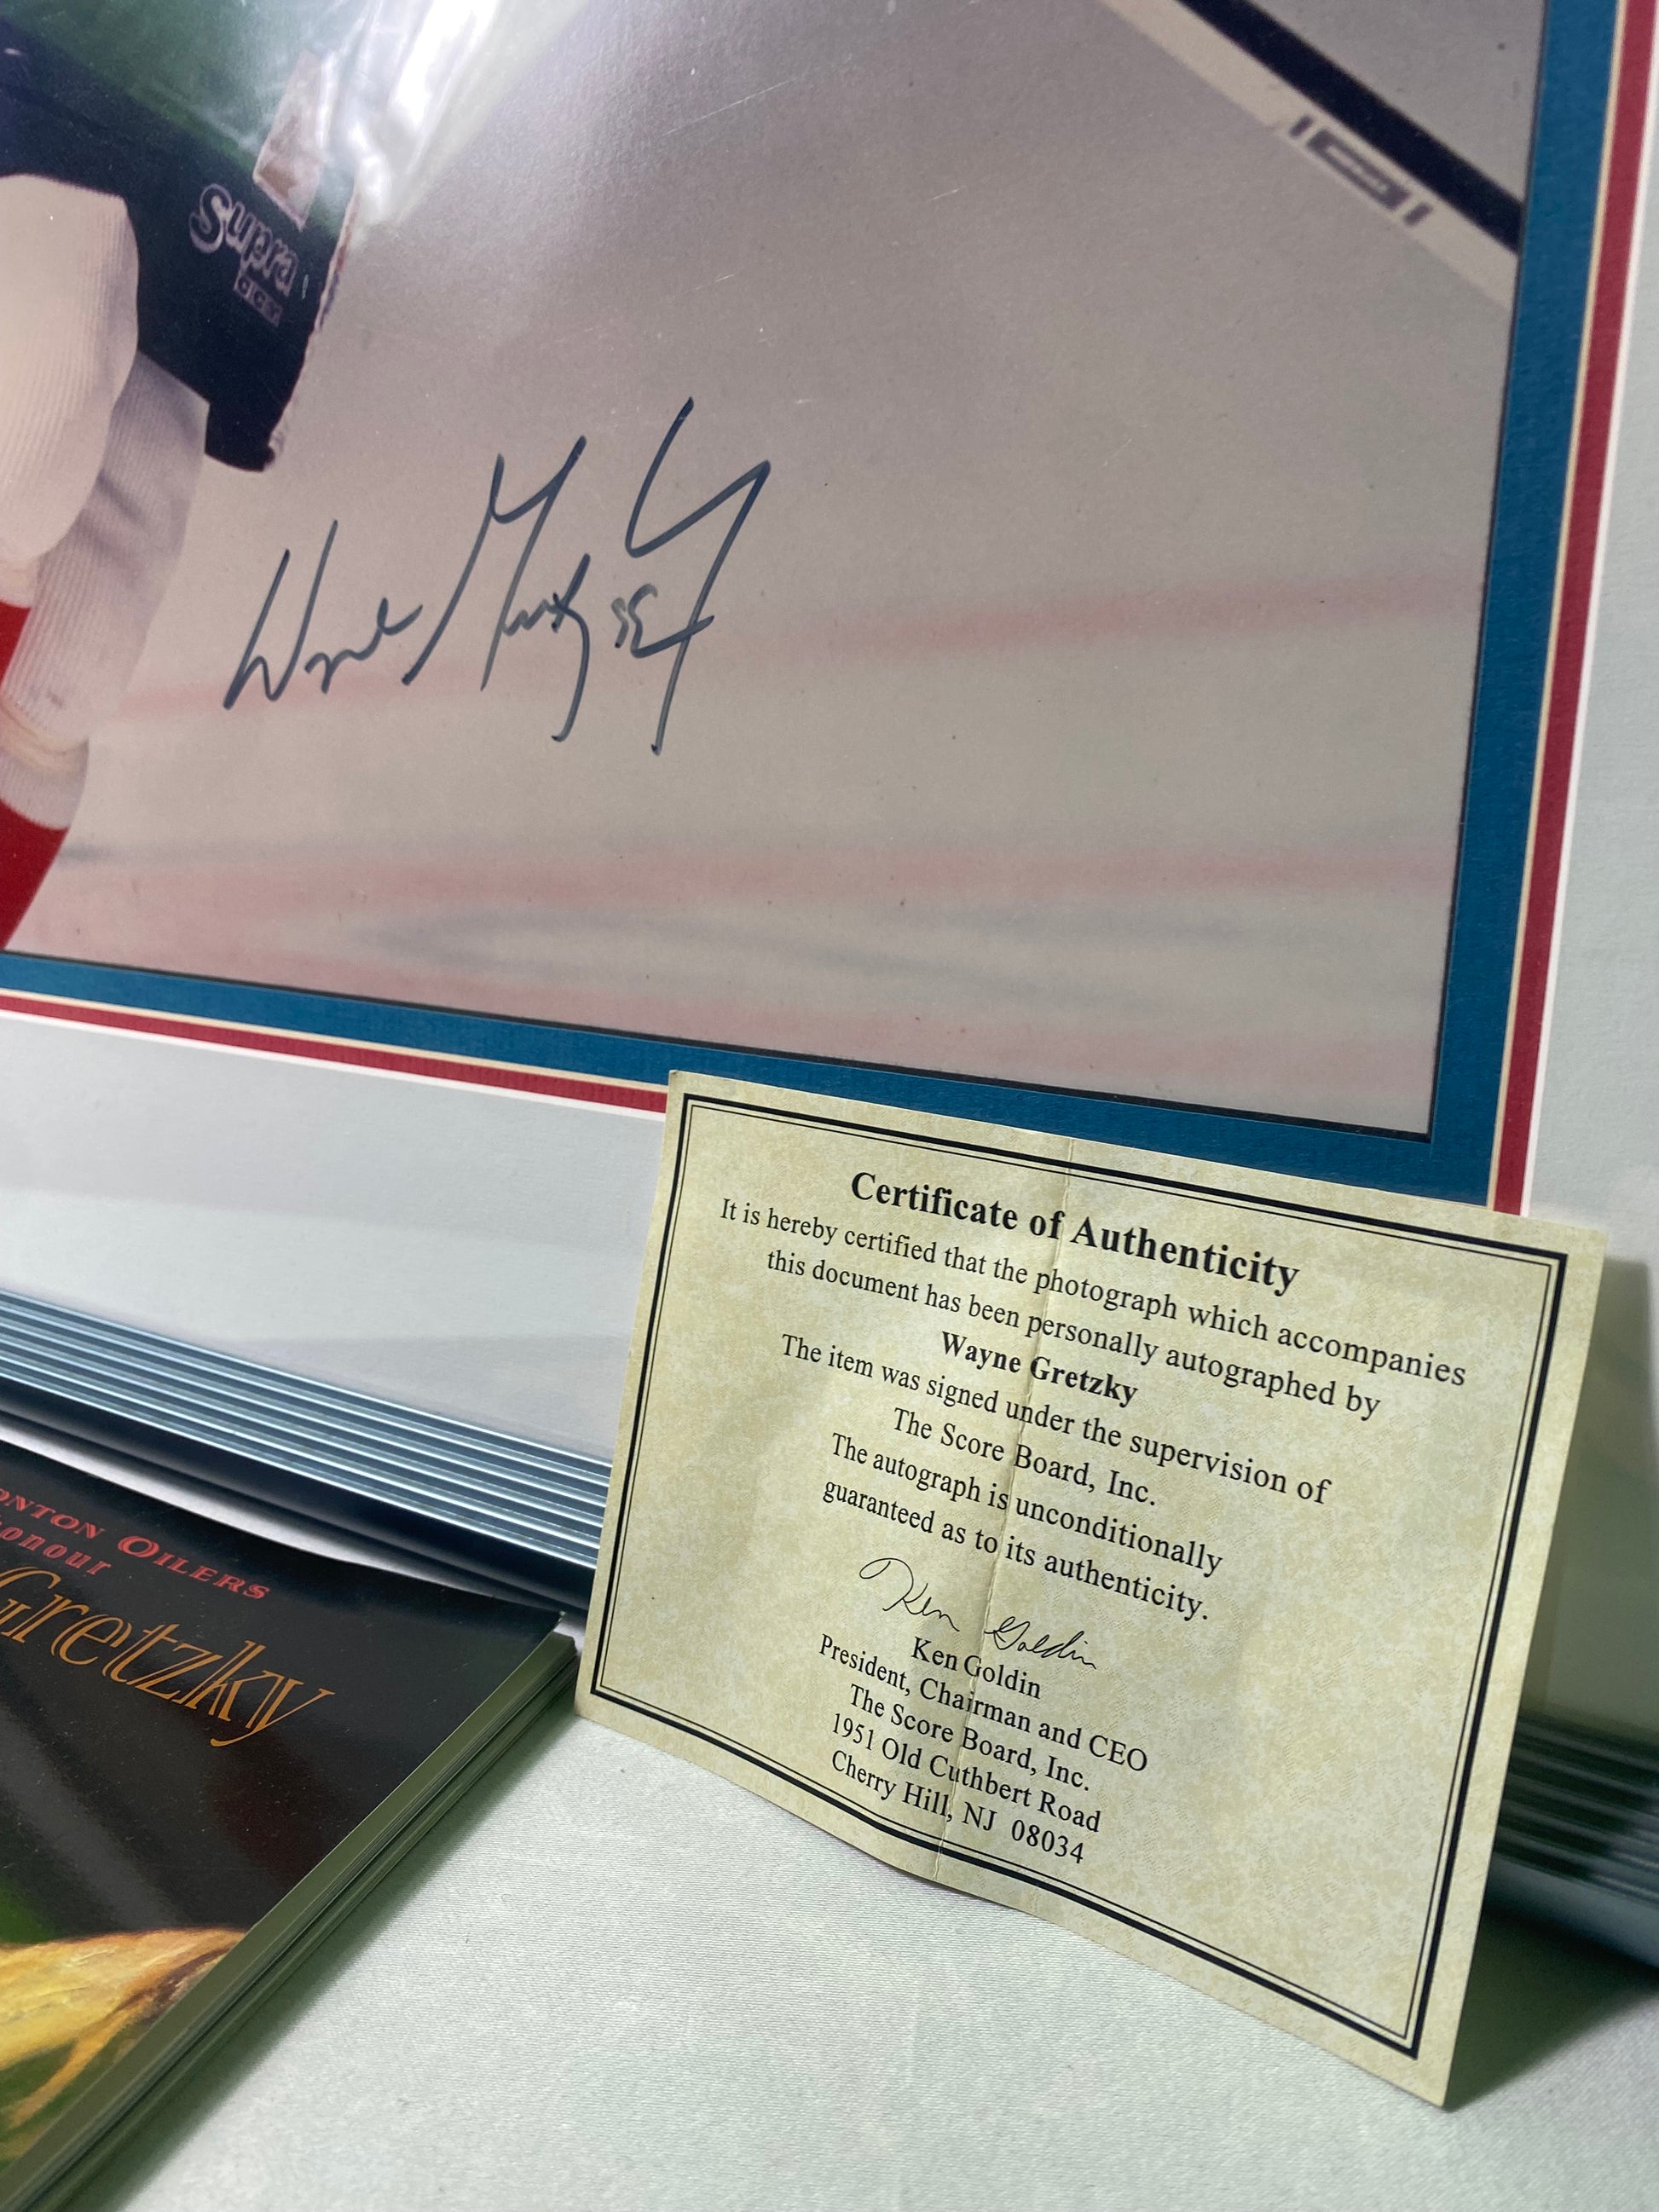 Supra
CCM
Wayne Gretzky
Certificate of Authenticity
It is hereby certified that the photograph which accompanies
this document has been personally autographed by
Wayne Gretzky
The item was signed under the supervision of
The Score Board, Inc.
The autograph is unconditionally
guaranteed as to its authenticity.
Ken Goldin
Ken Goldin
President, Chairman and CEO
The Score Board, Inc.
1951 Old Cuthbert Road
Cherry Hill, NJ 08034
OILERS
Gretzky